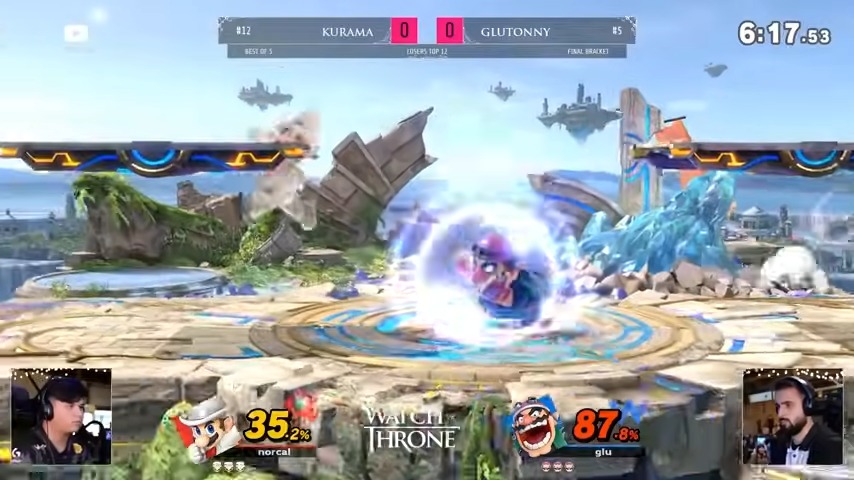 #12 KURAMA 0 0 GLUTONNY #5
BEST OF 5 LOSERS TOP 12 FINAL BRACKET
6:17.53
35.2%
norcal
WATCH THE THRONE
87.8%
glu